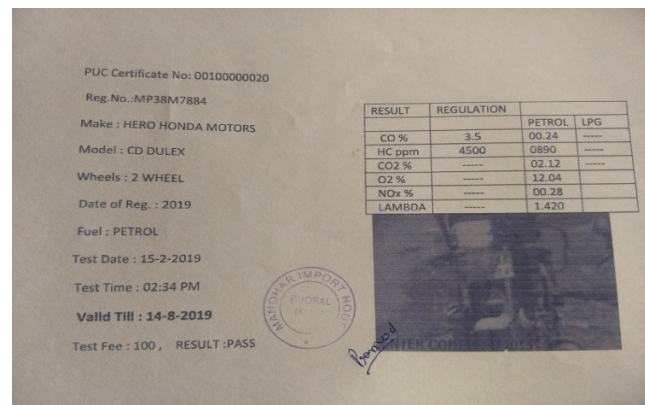 PUC Certificate No: 00100000020
Reg.No.:MP38M7884
Make : HERO HONDA MOTORS
Model : CD DULEX
Wheels : 2 WHEEL
Date of Reg. : 2019
Fuel : PETROL
Test Date : 15-2-2019
Test Time : 02:34 PM
Valid Till : 14-8-2019
Test Fee : 100 , RESULT :PASS
RESULT REGULATION
PETROL LPG
CO % 3.5 00.24 -----
HC ppm 4500 0890 -----
CO2 % ----- 02.12 -----
O2 % ----- 12.04
NOx % ----- 00.28
LAMBDA ----- 1.420
MANOHAR IMPORT
BHOPAL